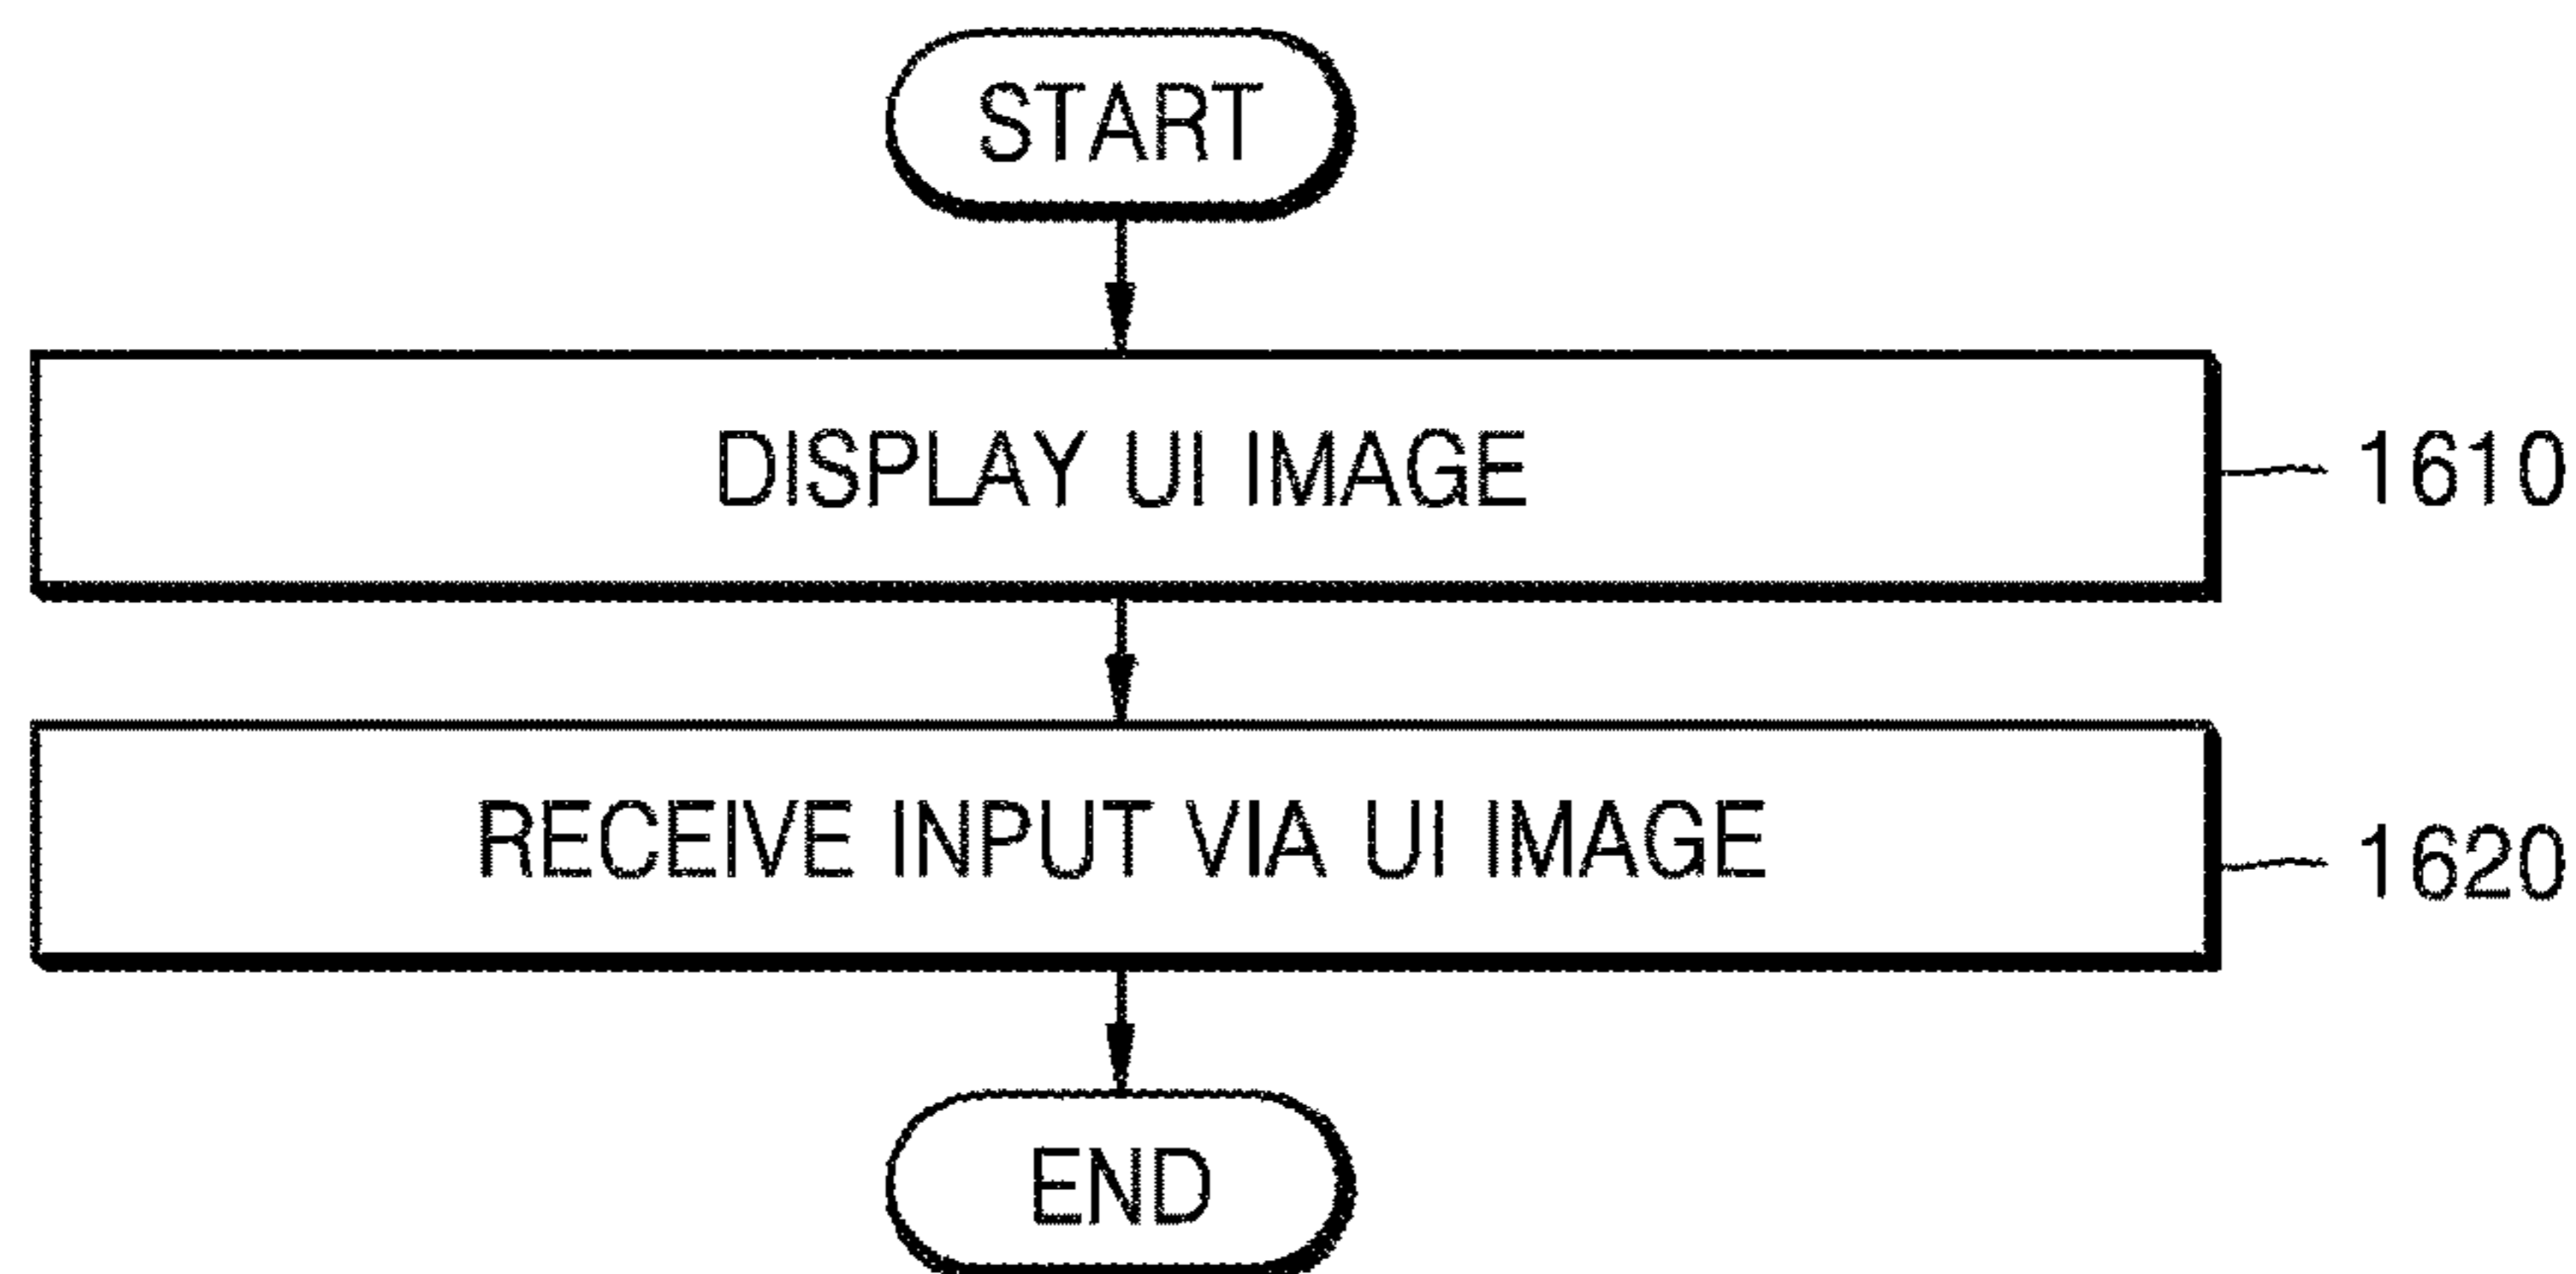 START
DISPLAY UI IMAGE
1610
RECEIVE INPUT VIA UI IMAGE
1620
END